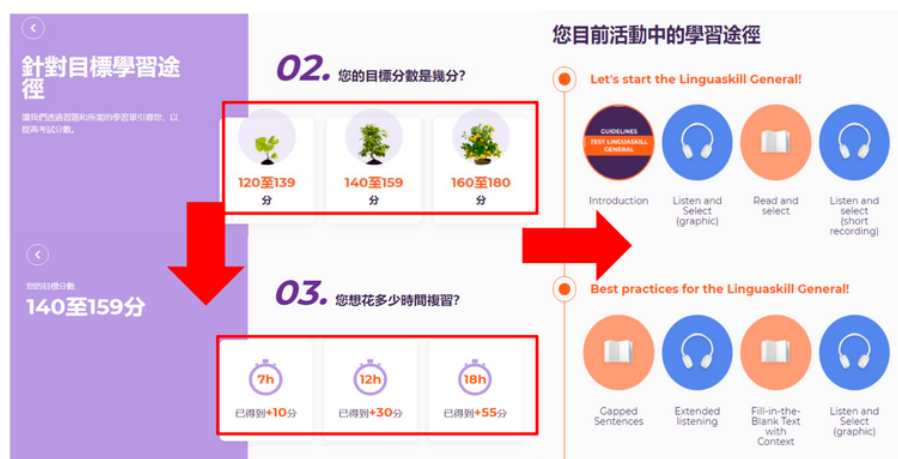 針對目標學習途
徑
讓我們透過習題和所需的學習單引導您，以
提高考試分數。
02. 您的目標分數是幾分?
120至139
分
140至159
分
160至180
分
您的目標分數
140至159分
03. 您想花多少時間複習?
7h
已得到+10分
12h
已得到+30分
18h
已得到+55分
您目前活動中的學習途徑
Let's start the Linguaskill General!
GUIDELINES
TEST LINGUASKILL
GENERAL
Introduction
Listen and
Select
(graphic)
Read and
select
Listen and
select
(short
recording)
Best practices for the Linguaskill General!
Gapped
Sentences
Extended
listening
Fill-in-the-
Blank Text
with
Context
Listen and
Select
(graphic)